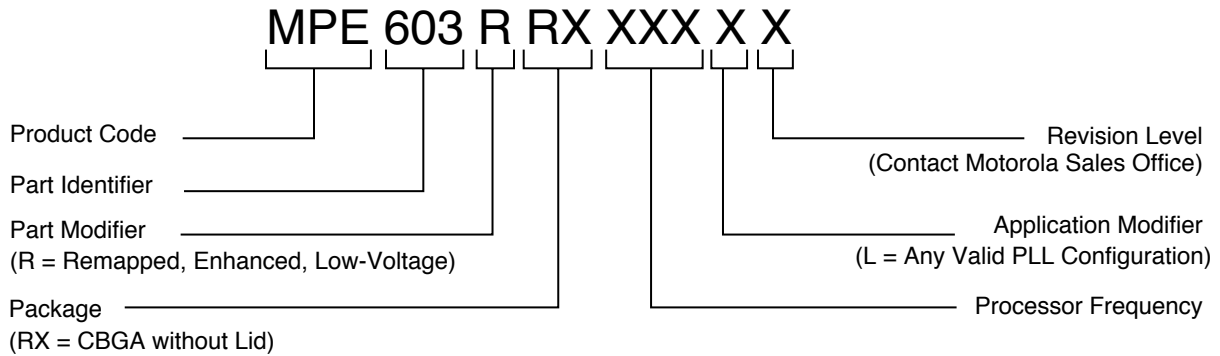 MPE 603 R RX XXX X X
Product Code
Part Identifier
Part Modifier
(R = Remapped, Enhanced, Low-Voltage)
Package
(RX = CBGA without Lid)
Revision Level
(Contact Motorola Sales Office)
Application Modifier
(L = Any Valid PLL Configuration)
Processor Frequency